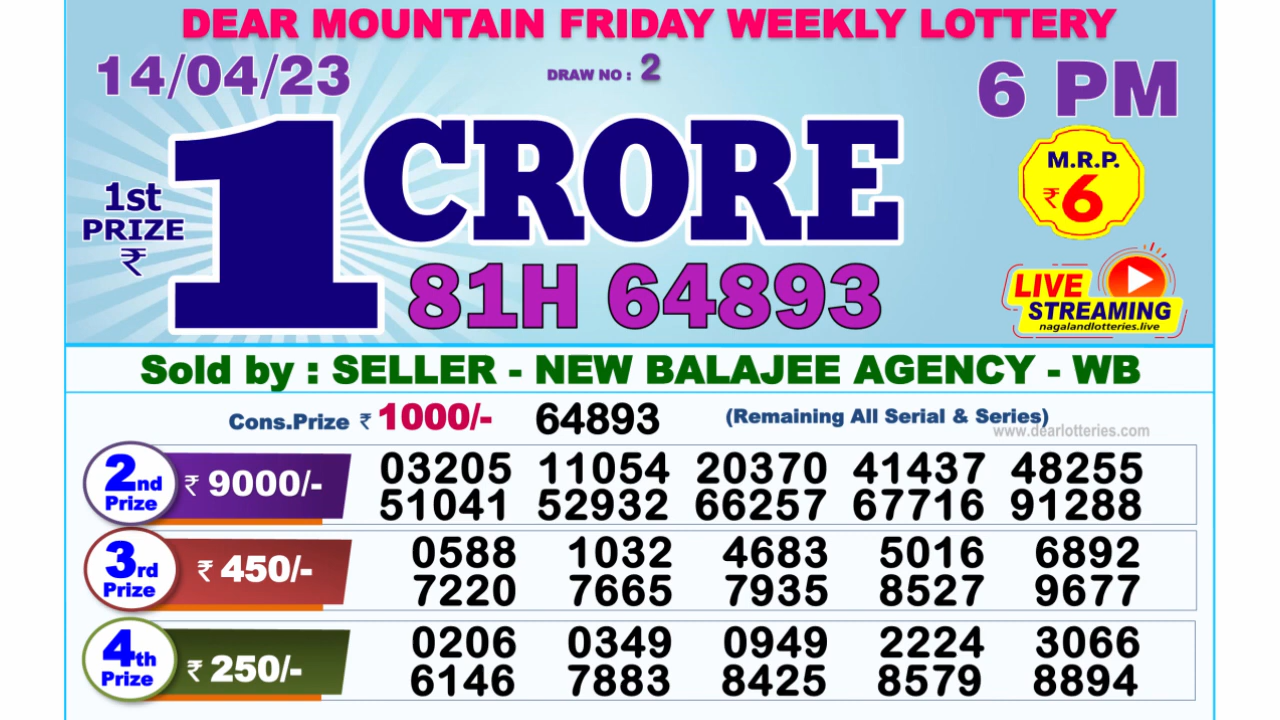 DEAR MOUNTAIN FRIDAY WEEKLY LOTTERY
14/04/23
DRAW NO : 2
6 PM
1st
PRIZE
₹
1 CRORE
M.R.P.
₹6
81H 64893
LIVE
STREAMING
nagalandlotteries.live
Sold by : SELLER - NEW BALAJEE AGENCY - WB
Cons.Prize ₹ 1000/- 64893 (Remaining All Serial & Series)
www.dearlotteries.com
2nd Prize ₹ 9000/-
03205 11054 20370 41437 48255
51041 52932 66257 67716 91288
3rd Prize ₹ 450/-
0588 1032 4683 5016 6892
7220 7665 7935 8527 9677
4th Prize ₹ 250/-
0206 0349 0949 2224 3066
6146 7883 8425 8579 8894